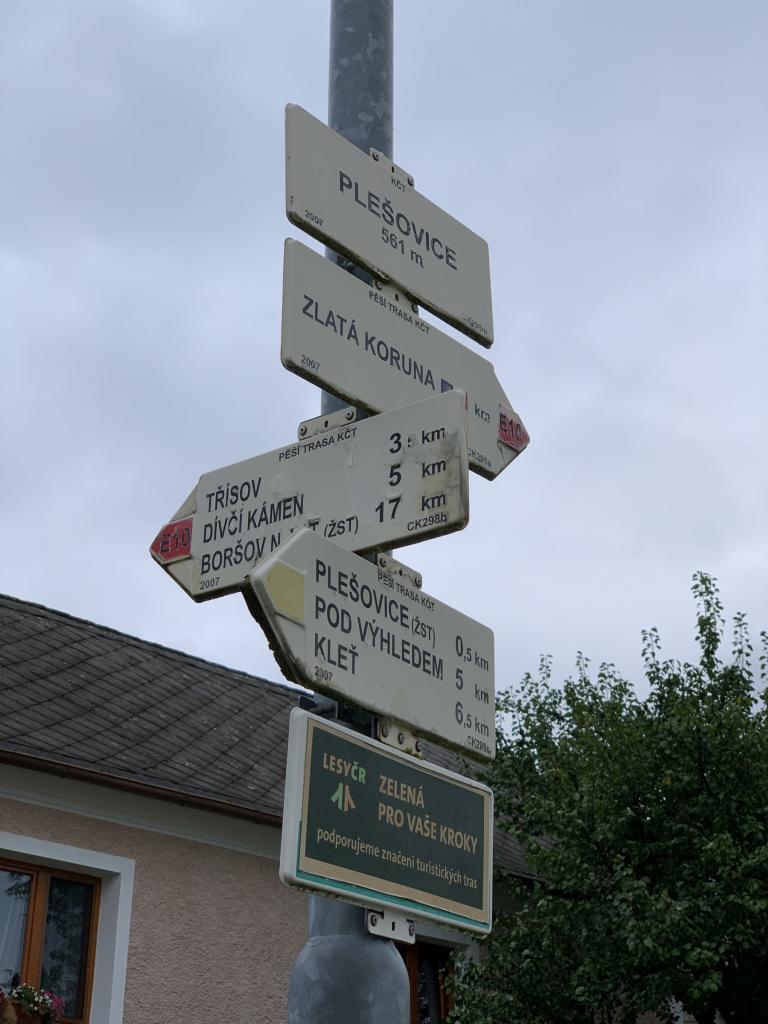 KČT
PLEŠOVICE
561 m
2007
PĚŠÍ TRASA KČT
ZLATÁ KORUNA
km
E10
2007
PĚŠÍ TRASA KČT
TŘÍSOV 3 km
DÍVČÍ KÁMEN 5 km
BORŠOV (ŽST) 17 km
E10
2007
CK298b
PĚŠÍ TRASA KČT
PLEŠOVICE (ŽST) 0,5 km
POD VÝHLEDEM 5 km
KLEŤ 6,5 km
2007
LESY ČR
ZELENÁ
PRO VAŠE KROKY
podporujeme značení turistických tras